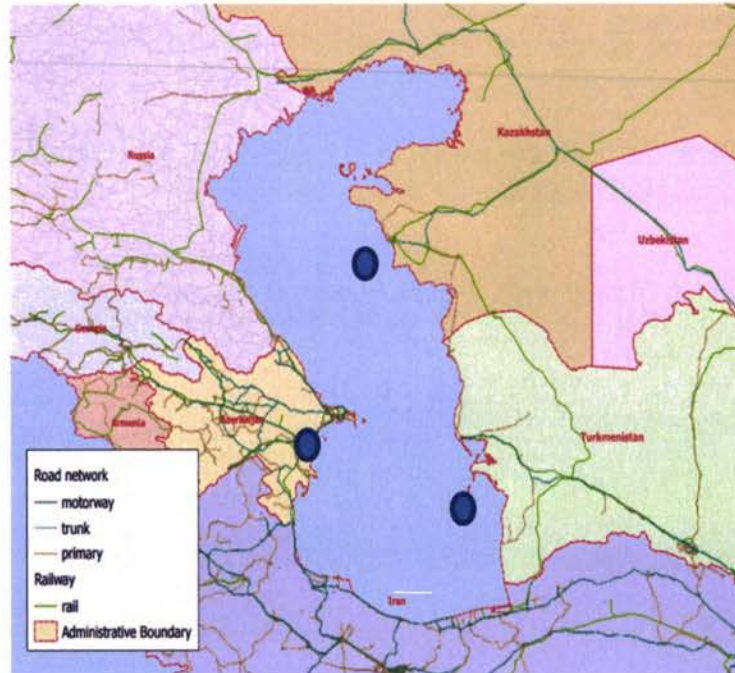 Russia
Kazakhstan
Uzbekistan
Georgia
Armenia
Azerbaijan
Turkmenistan
Iran
Road network
motorway
trunk
primary
Railway
rail
Administrative Boundary